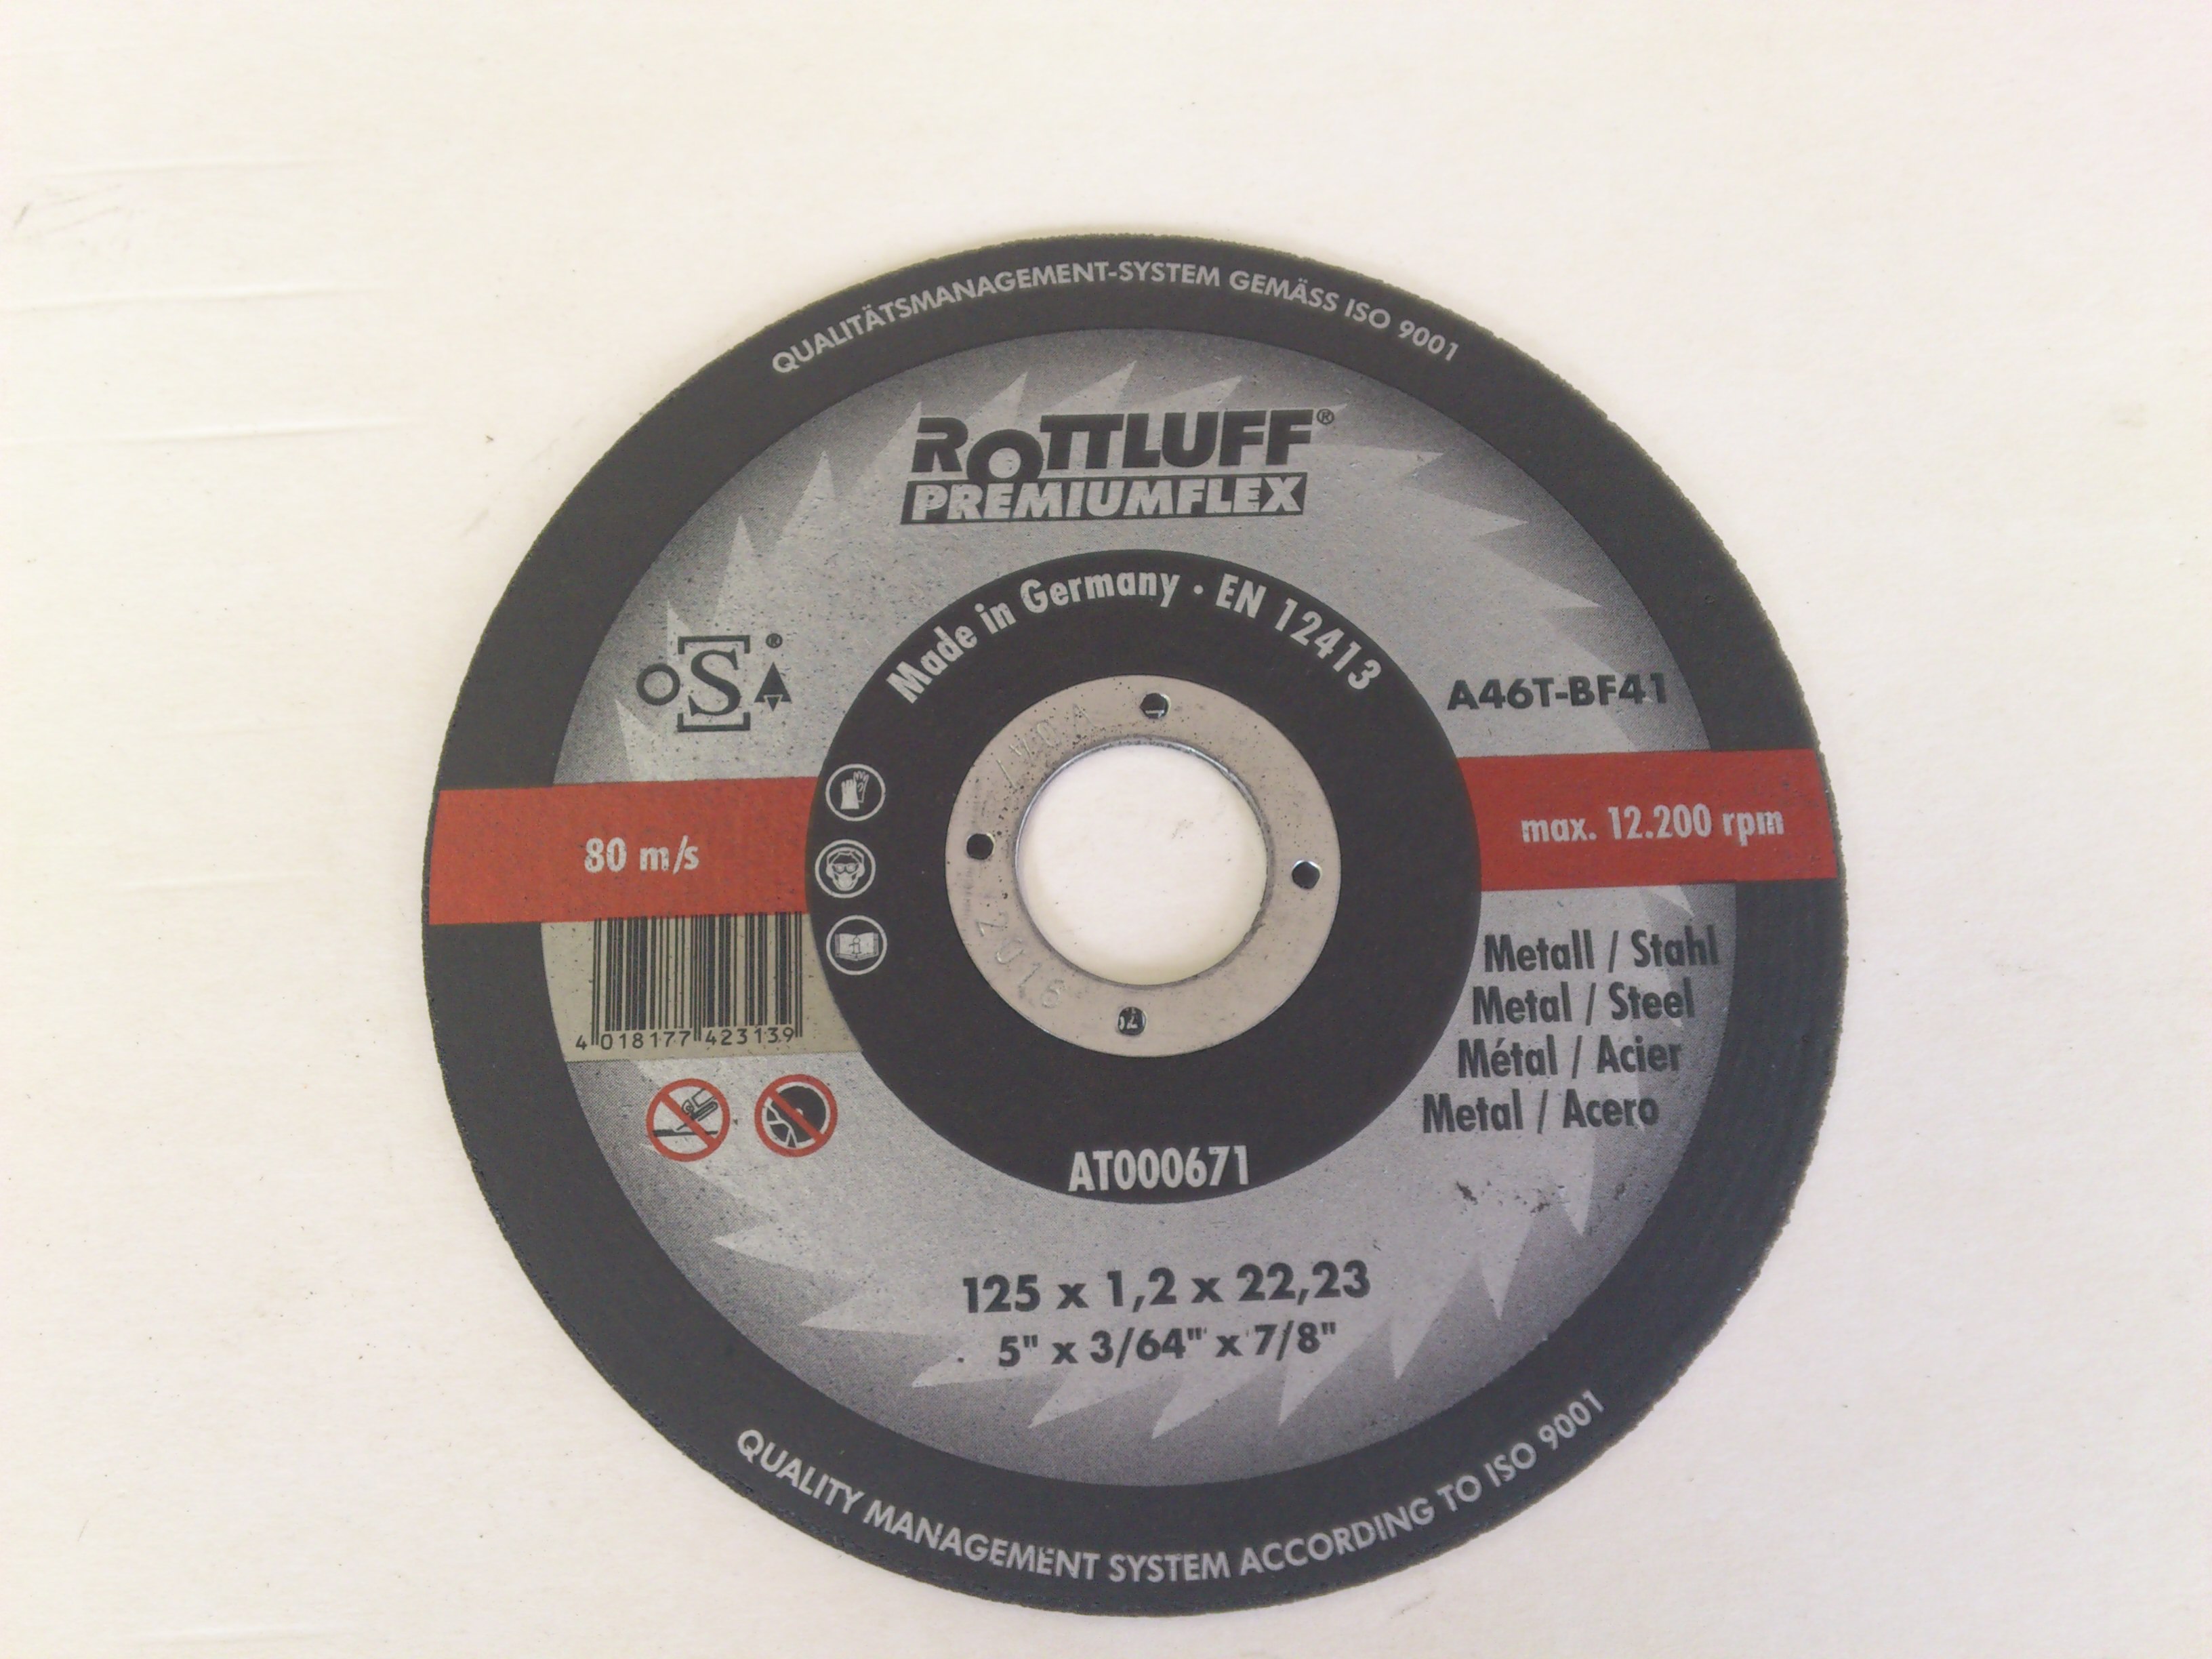 QUALITÄTSMANAGEMENT-SYSTEM GEMÄSS ISO 9001
ROTTLUFF®
PREMIUMFLEX
Made in Germany · EN 12413
oSa®
A46T-BF41
80 m/s
max. 12.200 rpm
Metall / Stahl
Metal / Steel
Métal / Acier
Metal / Acero
4 018177 423139
AT000671
125 x 1,2 x 22,23
5" x 3/64" x 7/8"
QUALITY MANAGEMENT SYSTEM ACCORDING TO ISO 9001